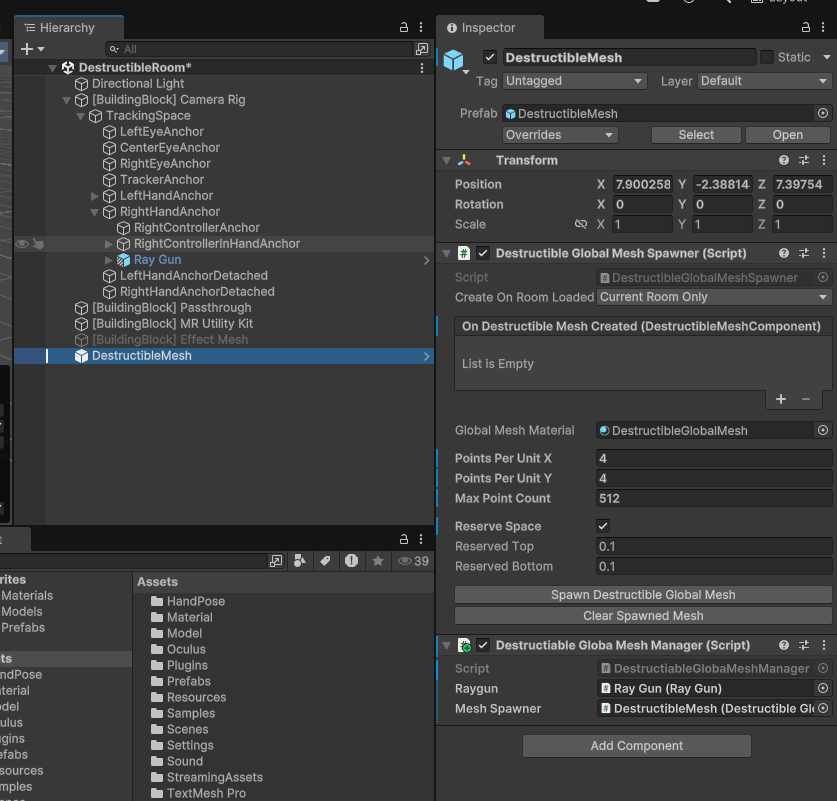 Layout
Hierarchy
All
DestructibleRoom*
Directional Light
[BuildingBlock] Camera Rig
TrackingSpace
LeftEyeAnchor
CenterEyeAnchor
RightEyeAnchor
TrackerAnchor
LeftHandAnchor
RightHandAnchor
RightControllerAnchor
RightControllerInHandAnchor
Ray Gun
LeftHandAnchorDetached
RightHandAnchorDetached
[BuildingBlock] Passthrough
[BuildingBlock] MR Utility Kit
[BuildingBlock] Effect Mesh
DestructibleMesh
39
rites
Materials
Models
Prefabs
ts
ndPose
terial
del
ulus
gins
efabs
sources
mples
Assets
HandPose
Material
Model
Oculus
Plugins
Prefabs
Resources
Samples
Scenes
Settings
Sound
StreamingAssets
TextMesh Pro
Inspector
DestructibleMesh Static
Tag Untagged Layer Default
Prefab DestructibleMesh
Overrides Select Open
Transform
Position X 7.900258 Y -2.38814 Z 7.39754
Rotation X 0 Y 0 Z 0
Scale X 1 Y 1 Z 1
# Destructible Global Mesh Spawner (Script)
Script # DestructibleGlobalMeshSpawner
Create On Room Loaded Current Room Only
On Destructible Mesh Created (DestructibleMeshComponent)
List is Empty
+ −
Global Mesh Material DestructibleGlobalMesh
Points Per Unit X 4
Points Per Unit Y 4
Max Point Count 512
Reserve Space
Reserved Top 0.1
Reserved Bottom 0.1
Spawn Destructible Global Mesh
Clear Spawned Mesh
# Destructiable Globa Mesh Manager (Script)
Script # DestructiableGlobaMeshManager
Raygun # Ray Gun (Ray Gun)
Mesh Spawner # DestructibleMesh (Destructible Glo
Add Component